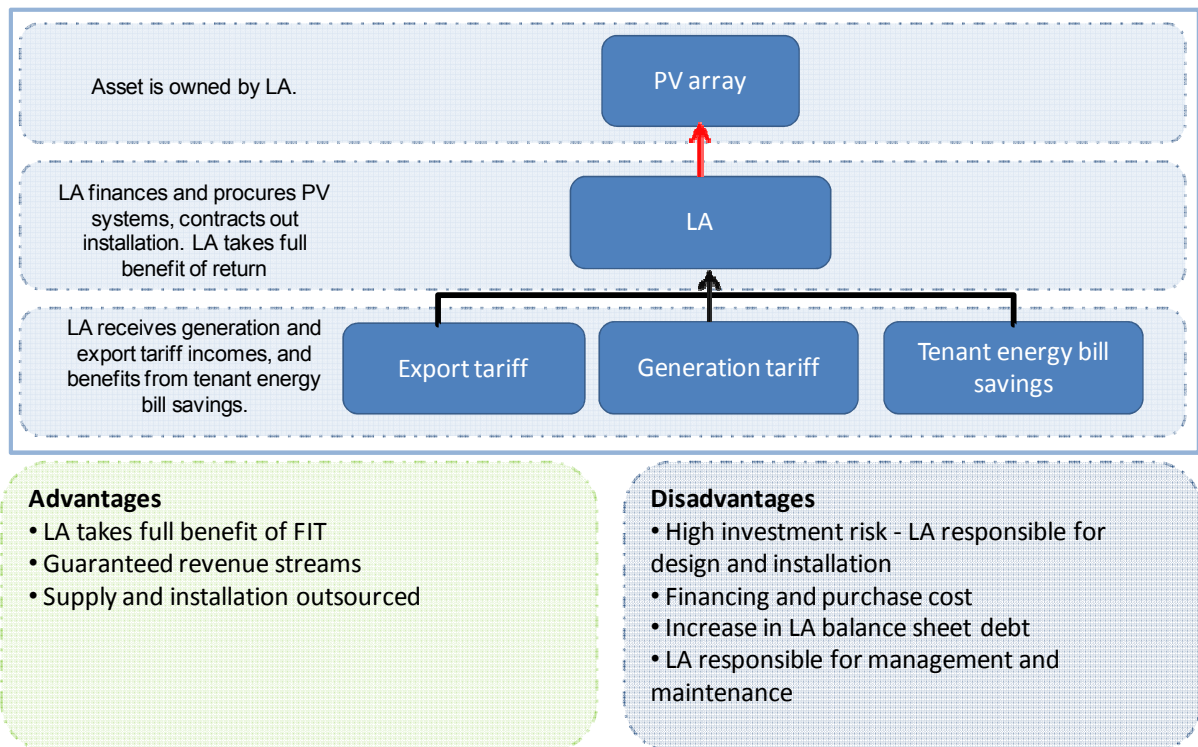 Asset is owned by LA.
PV array
LA finances and procures PV
systems, contracts out
installation. LA takes full
benefit of return
LA
LA receives generation and
export tariff incomes, and
benefits from tenant energy
bill savings.
Export tariff
Generation tariff
Tenant energy bill
savings
Advantages
• LA takes full benefit of FIT
• Guaranteed revenue streams
• Supply and installation outsourced
Disadvantages
• High investment risk - LA responsible for
design and installation
• Financing and purchase cost
• Increase in LA balance sheet debt
• LA responsible for management and
maintenance